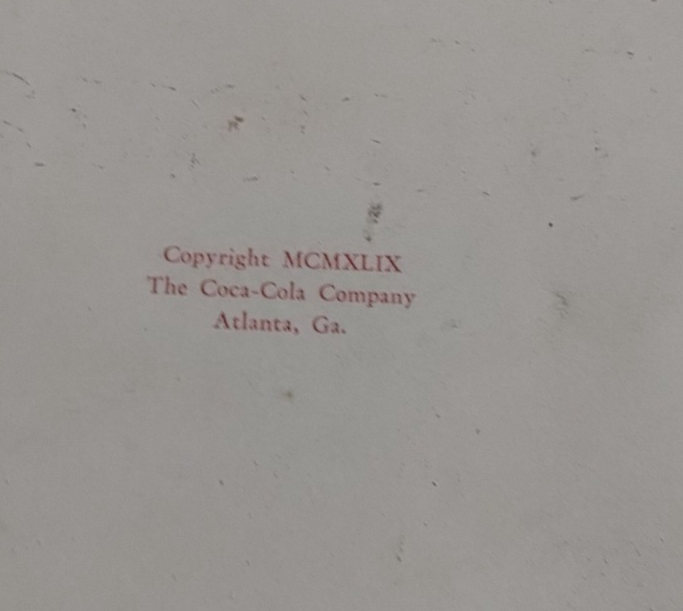 Copyright MCMXLIX
The Coca-Cola Company
Atlanta, Ga.